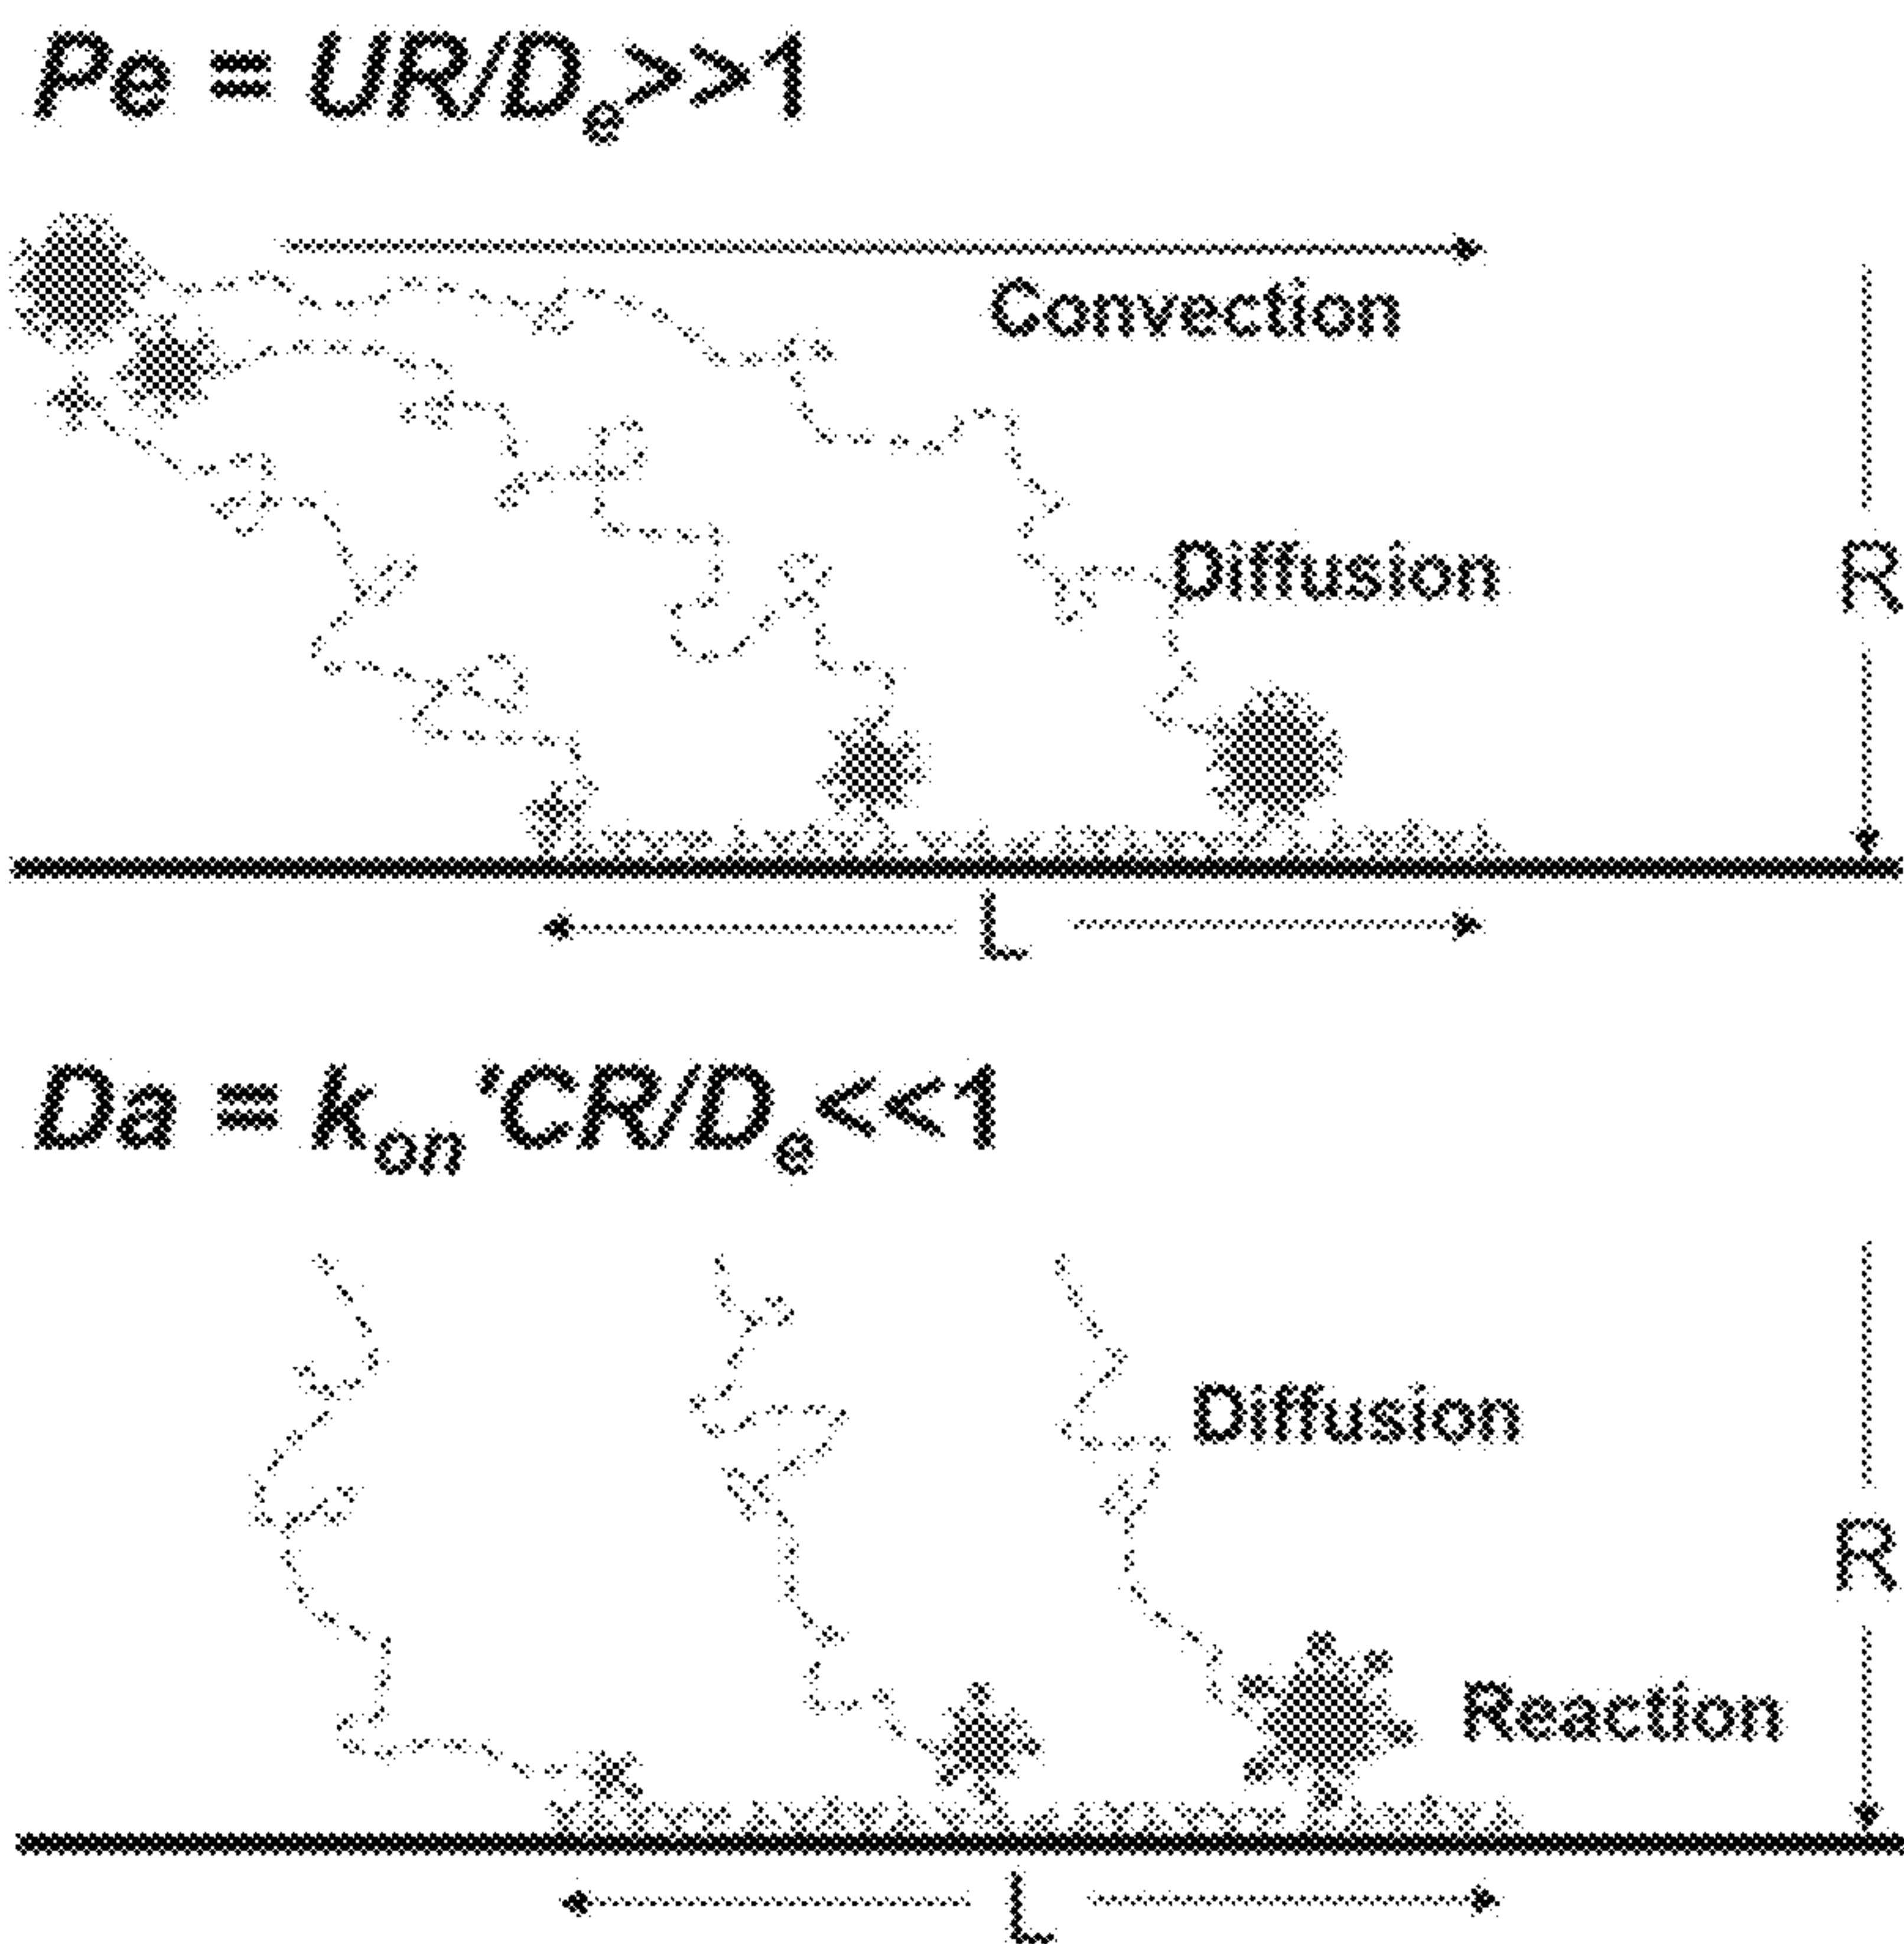 Pe = UR/Dₑ>>1
Convection
Diffusion
R
L
Da = kₒₙ'CR/Dₑ<<1
Diffusion
R
Reaction
L